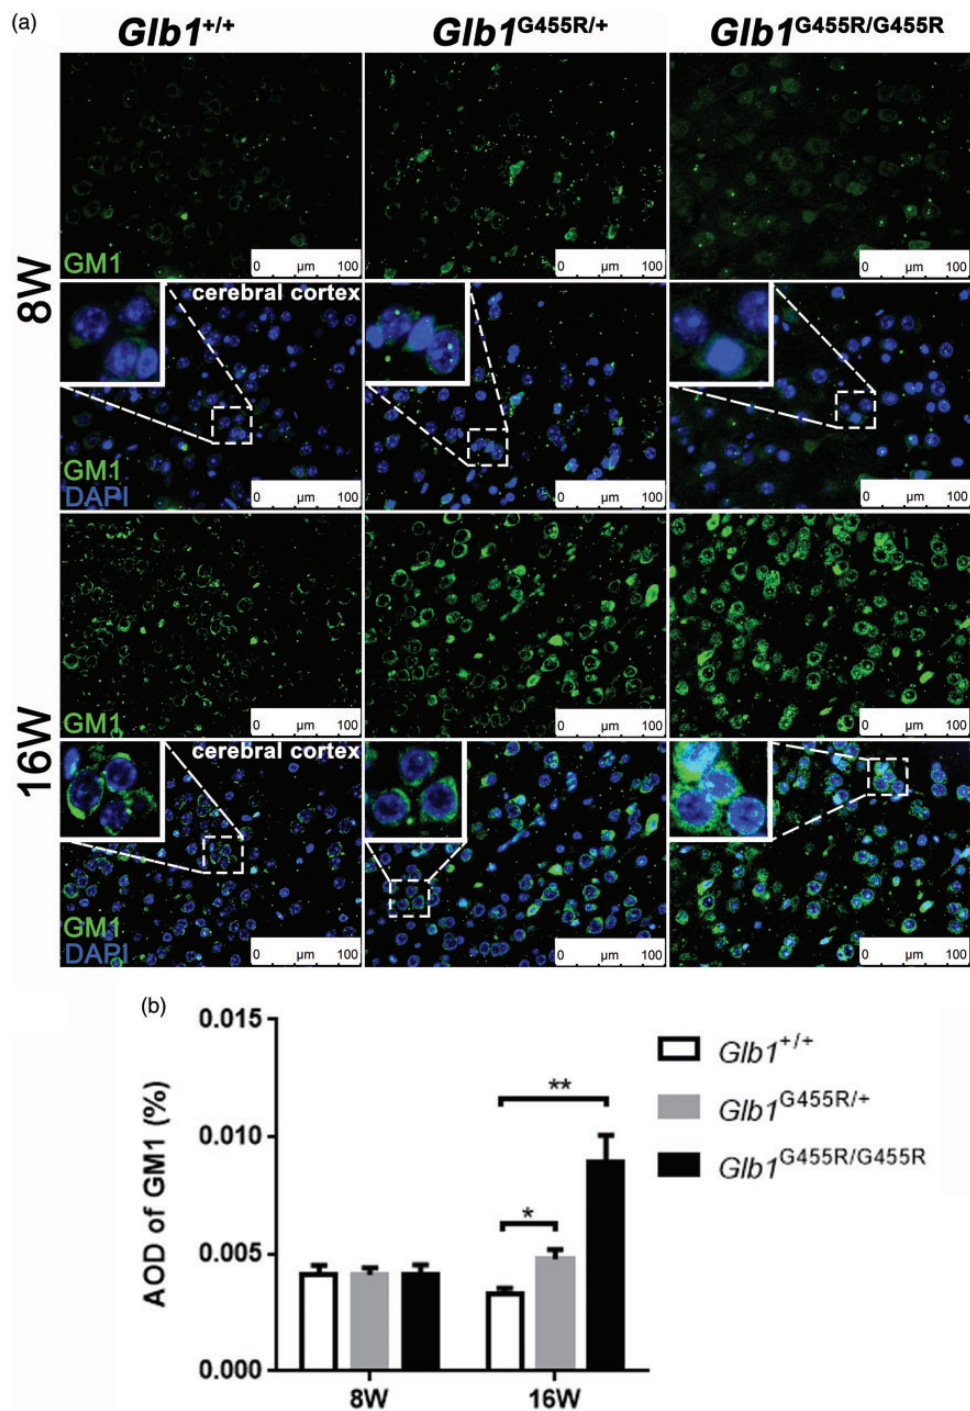 (a)
Glb1+/+ Glb1G455R/+ Glb1G455R/G455R
8W
GM1
0 µm 100
0 µm 100
0 µm 100
cerebral cortex
GM1
DAPI
0 µm 100
0 µm 100
0 µm 100
16W
GM1
0 µm 100
0 µm 100
0 µm 100
cerebral cortex
GM1
DAPI
0 µm 100
0 µm 100
0 µm 100
(b)
AOD of GM1 (%)
0.015
0.010
0.005
0.000
**
*
8W 16W
Glb1+/+
Glb1G455R/+
Glb1G455R/G455R